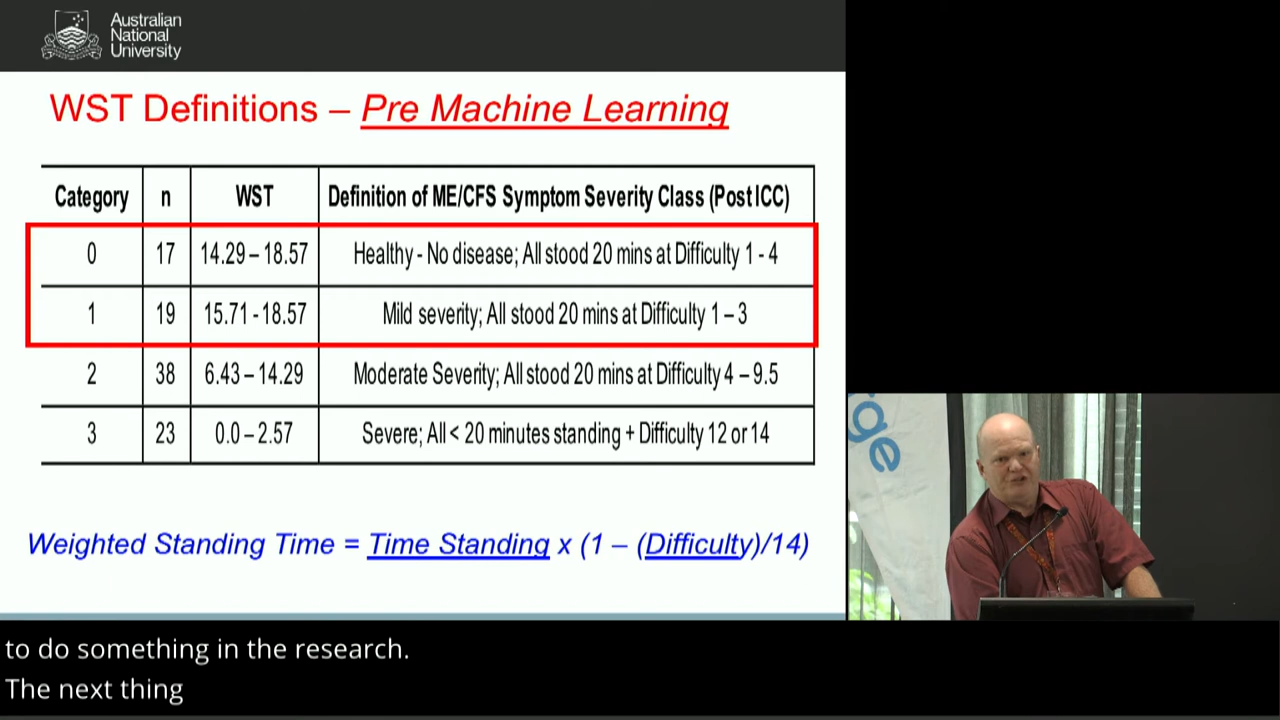 Australian
National
University
WST Definitions – Pre Machine Learning
Category n WST Definition of ME/CFS Symptom Severity Class (Post ICC)
0 17 14.29 – 18.57 Healthy - No disease; All stood 20 mins at Difficulty 1 - 4
1 19 15.71 - 18.57 Mild severity; All stood 20 mins at Difficulty 1 – 3
2 38 6.43 – 14.29 Moderate Severity; All stood 20 mins at Difficulty 4 – 9.5
3 23 0.0 – 2.57 Severe; All < 20 minutes standing + Difficulty 12 or 14
Weighted Standing Time = Time Standing x (1 – (Difficulty)/14)
to do something in the research.
The next thing